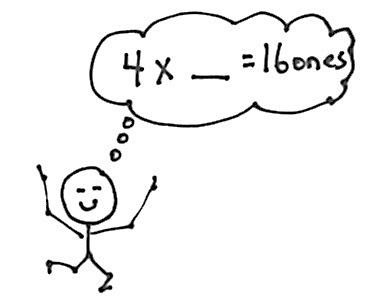 4 x __ = 16ones